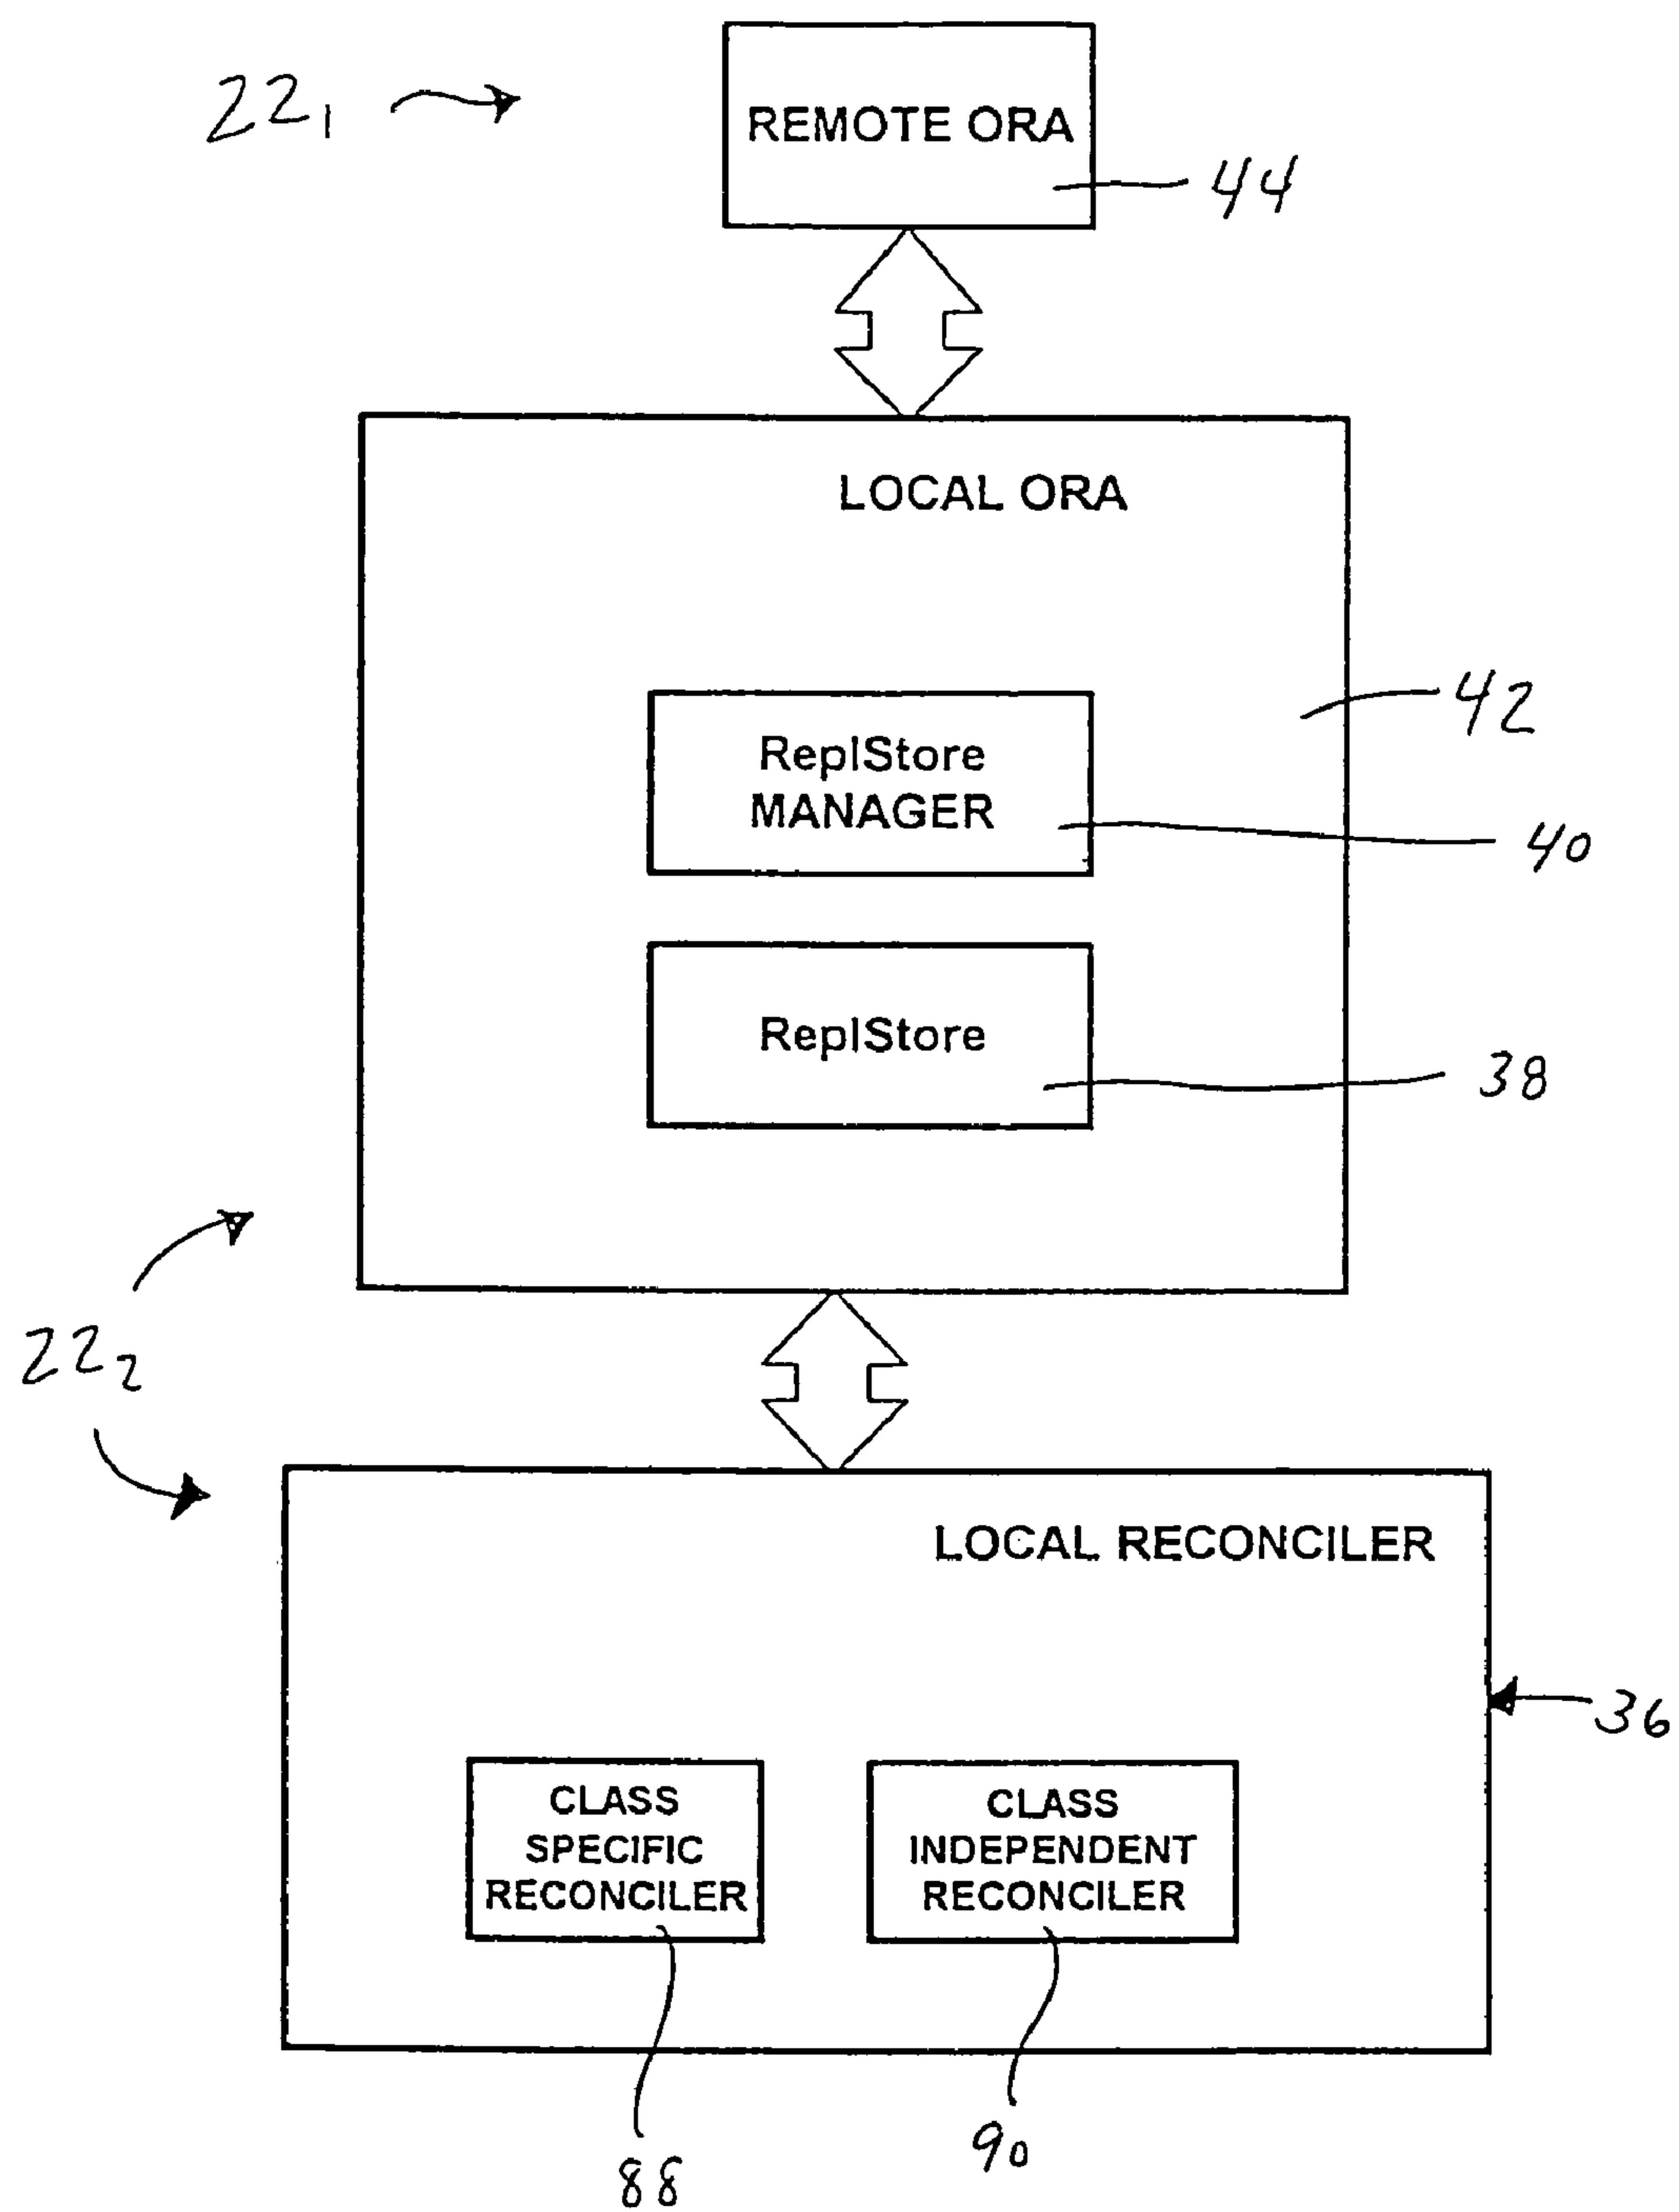 22₁
REMOTE ORA
44
LOCAL ORA
42
ReplStore
MANAGER
40
ReplStore
38
22₂
LOCAL RECONCILER
36
CLASS
SPECIFIC
RECONCILER
CLASS
INDEPENDENT
RECONCILER
88
90